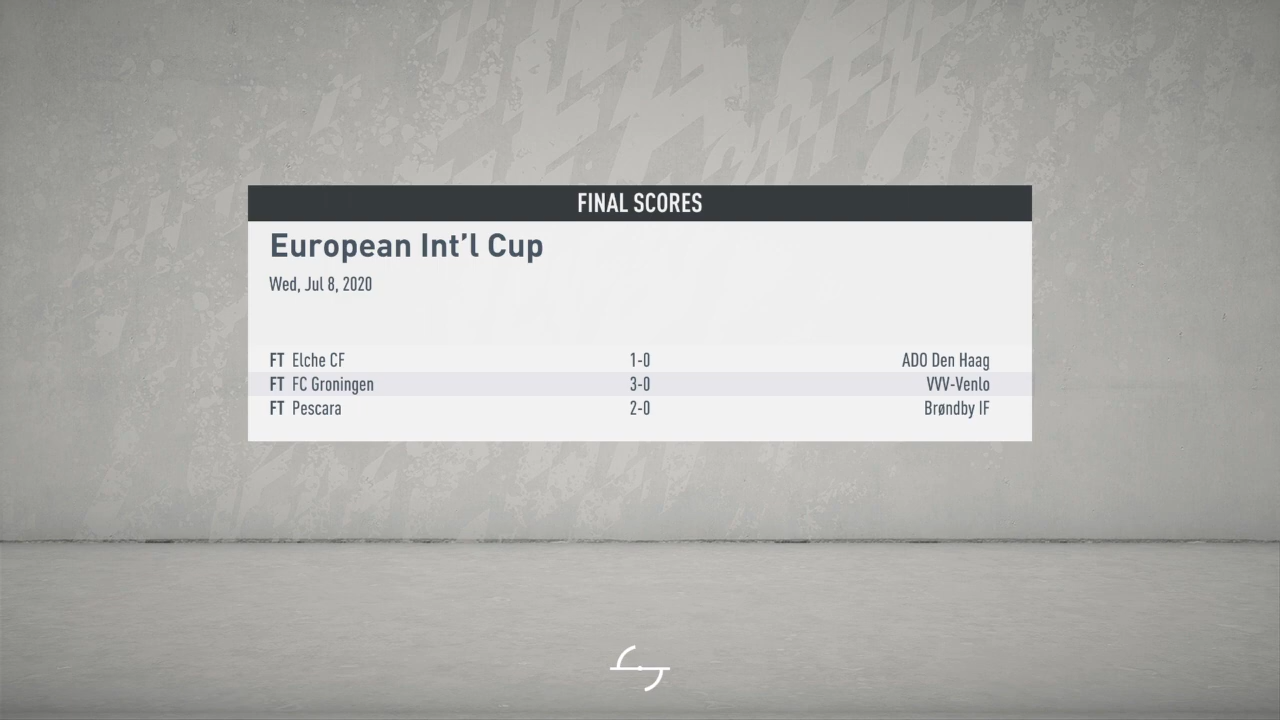 FINAL SCORES
European Int'l Cup
Wed, Jul 8, 2020
FT Elche CF 1-0 ADO Den Haag
FT FC Groningen 3-0 VVV-Venlo
FT Pescara 2-0 Brøndby IF